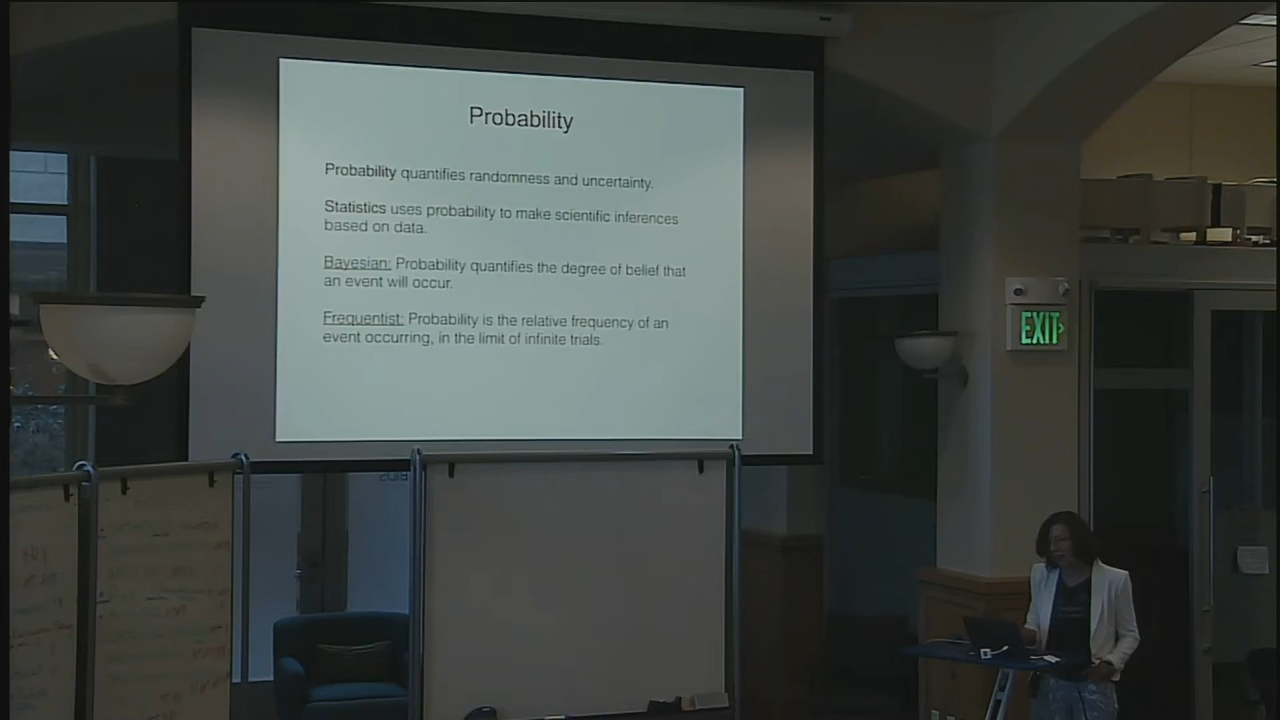 Probability
Probability quantifies randomness and uncertainty.
Statistics uses probability to make scientific inferences
based on data.
Bayesian: Probability quantifies the degree of belief that
an event will occur.
Frequentist: Probability is the relative frequency of an
event occurring, in the limit of infinite trials.
EXIT